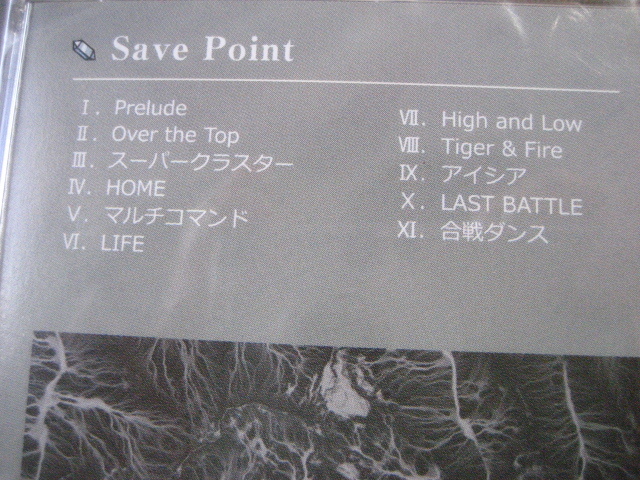 Save Point
Ⅰ. Prelude
Ⅱ. Over the Top
Ⅲ. スーパークラスター
Ⅳ. HOME
Ⅴ. マルチコマンド
Ⅵ. LIFE
Ⅶ. High and Low
Ⅷ. Tiger & Fire
Ⅸ. アイシア
Ⅹ. LAST BATTLE
Ⅺ. 合戦ダンス